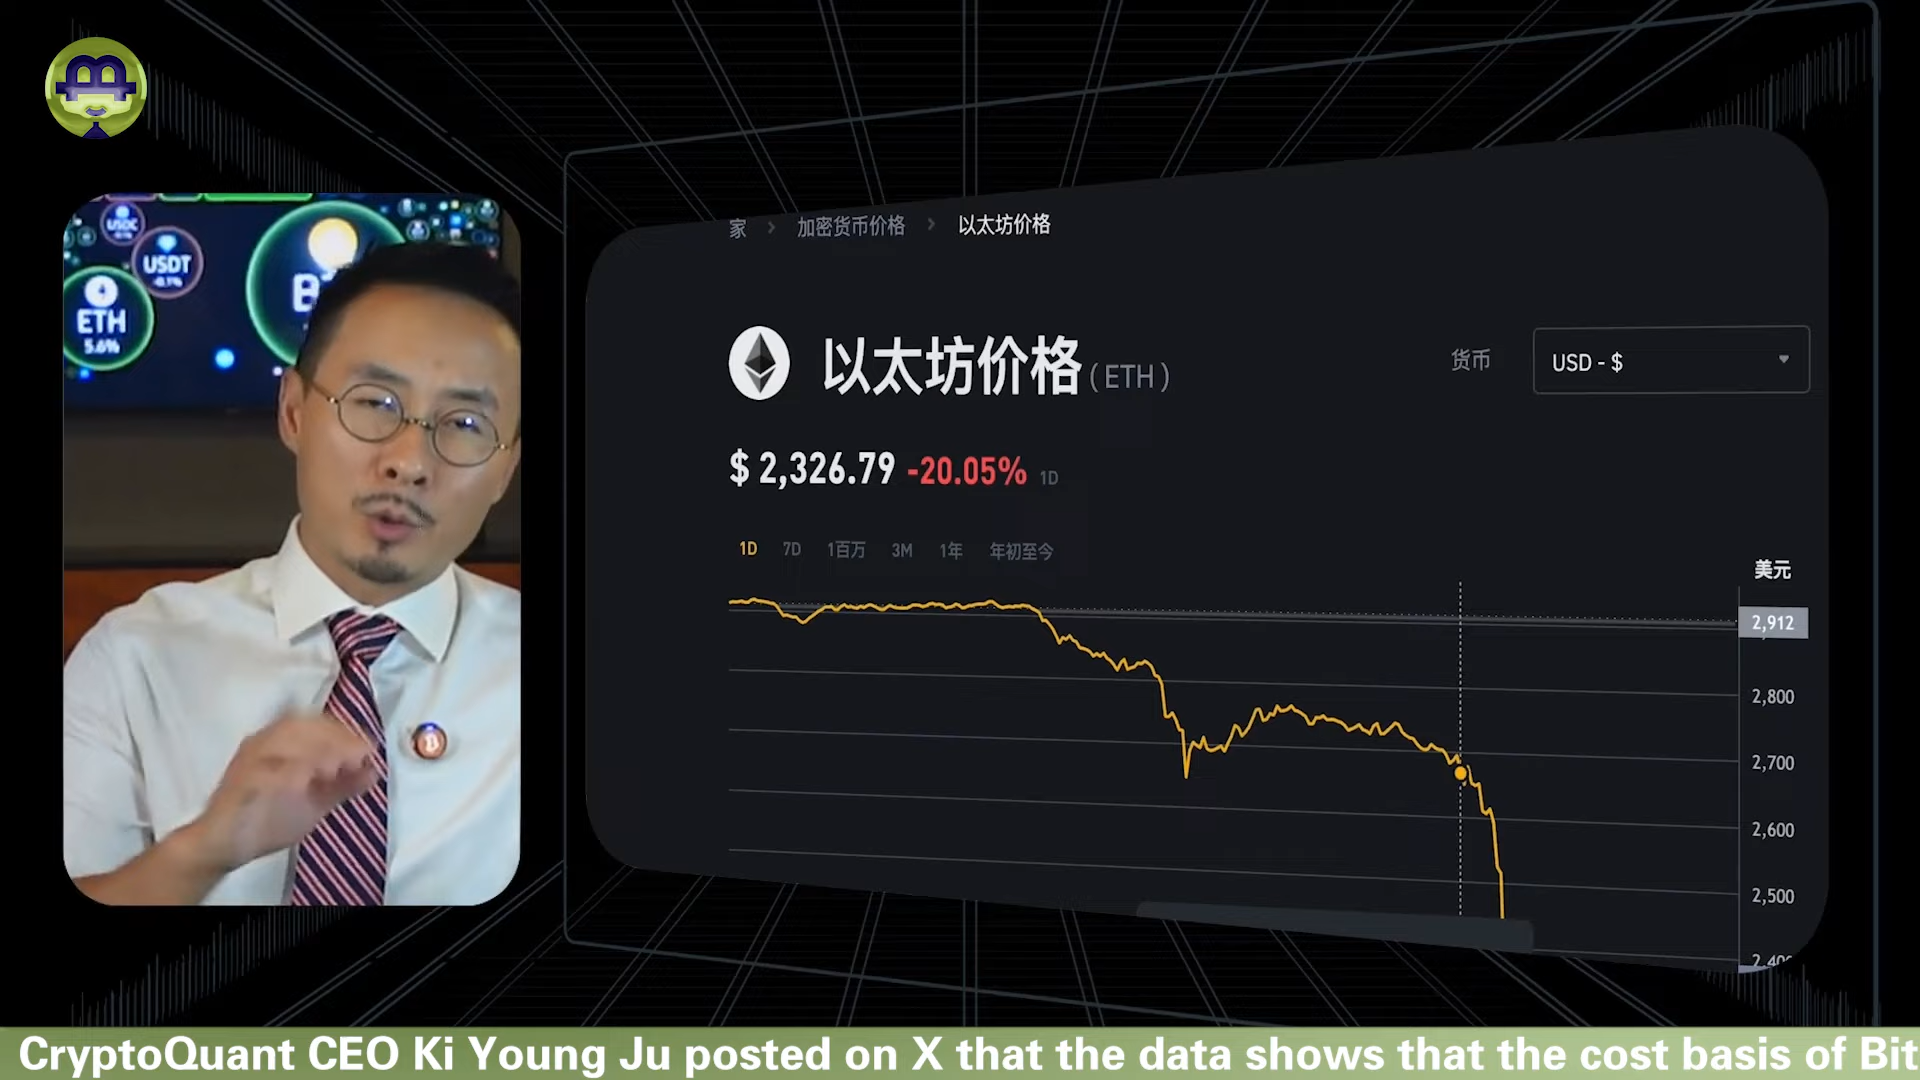 USDC
USDT
-0.1%
ETH
5.6%
B
家 > 加密货币价格 > 以太坊价格
以太坊价格 (ETH)
货币
USD - $
$ 2,326.79 -20.05% 1D
1D 7D 1百万 3M 1年 年初至今
美元
2,912
2,800
2,700
2,600
2,500
CryptoQuant CEO Ki Young Ju posted on X that the data shows that the cost basis of Bit